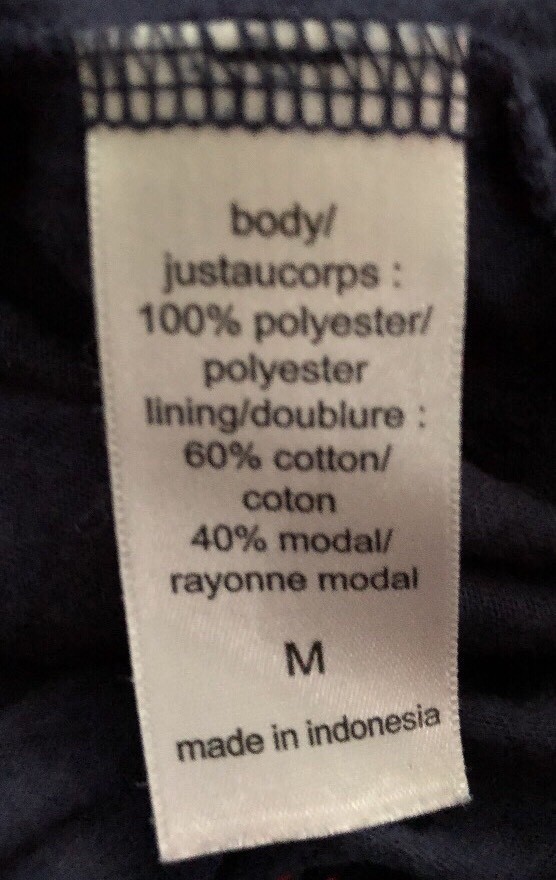 body/
justaucorps :
100% polyester/
polyester
lining/doublure :
60% cotton/
coton
40% modal/
rayonne modal
M
made in indonesia